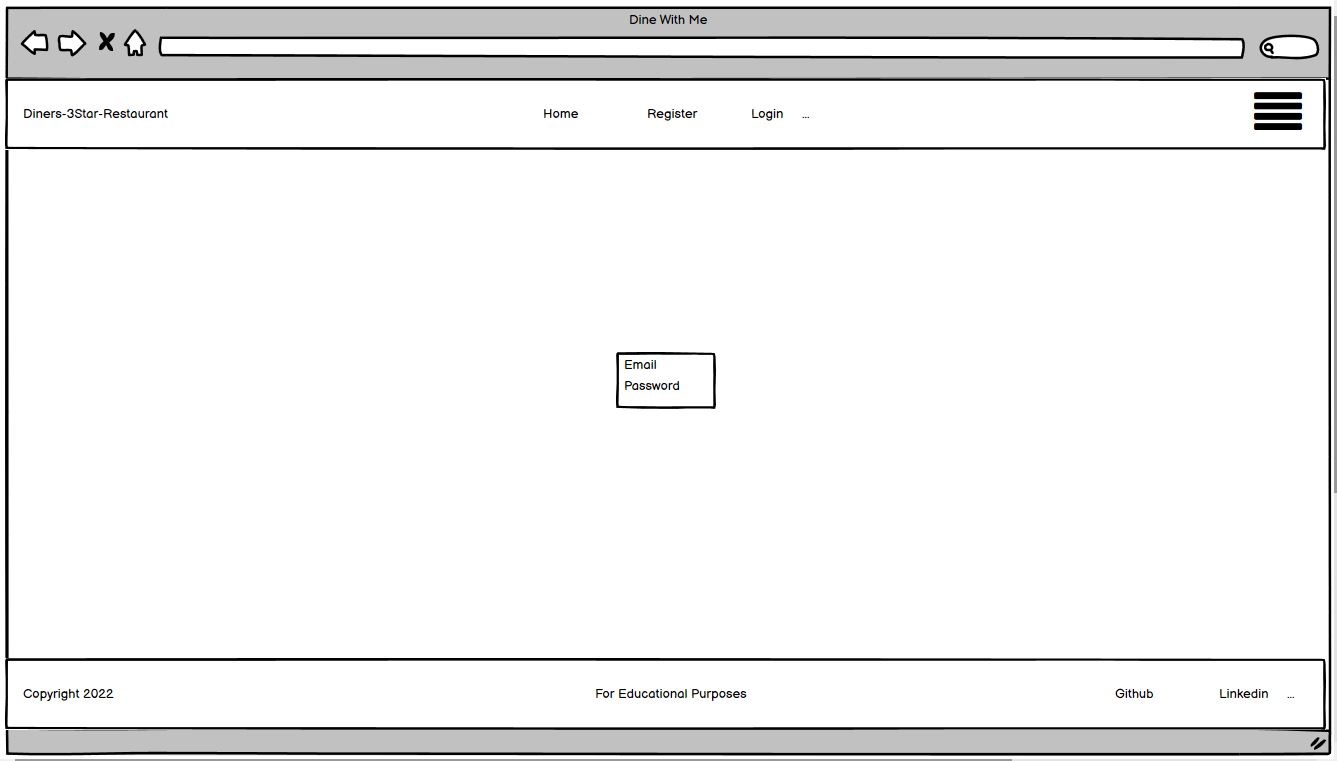 Dine With Me
Diners-3Star-Restaurant Home Register Login ...
Email
Password
Copyright 2022 For Educational Purposes Github Linkedin ...